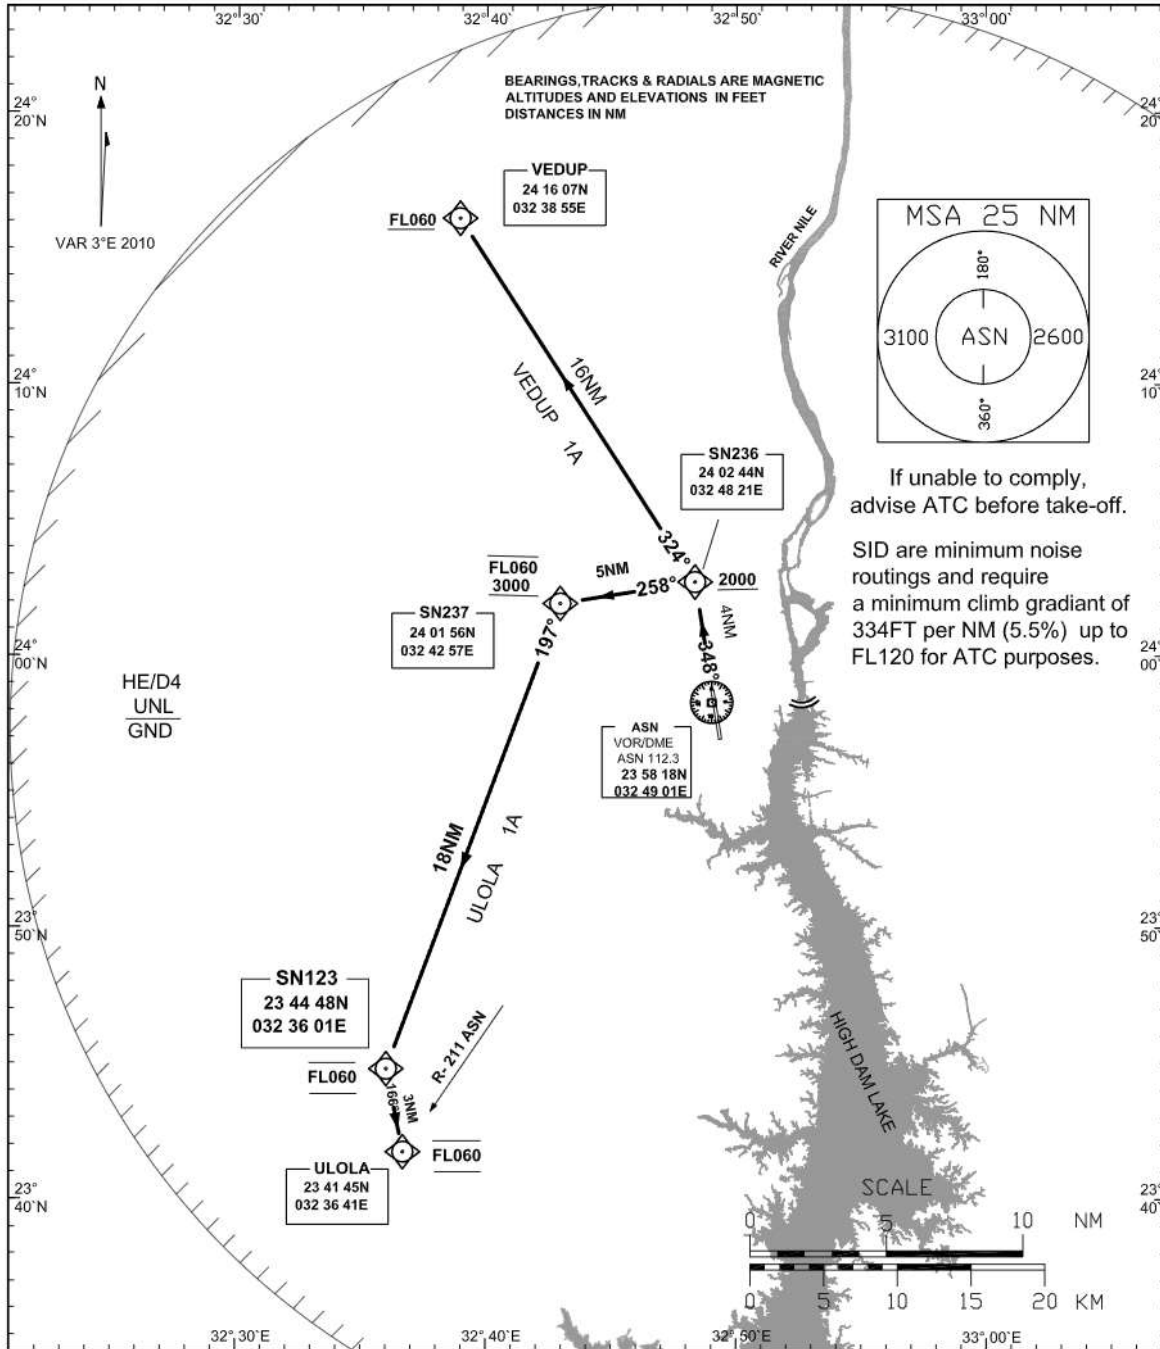 32°30`
32°40`
32°50`
33°00`
24°
20`N
24°
20`
N
VAR 3°E 2010
BEARINGS,TRACKS & RADIALS ARE MAGNETIC
ALTITUDES AND ELEVATIONS IN FEET
DISTANCES IN NM
VEDUP
24 16 07N
032 38 55E
FL060
RIVER NILE
MSA 25 NM
180°
3100
ASN
2600
360°
24°
10`N
24°
10`
16NM
VEDUP 1A
If unable to comply,
advise ATC before take-off.
SID are minimum noise
routings and require
a minimum climb gradiant of
334FT per NM (5.5%) up to
FL120 for ATC purposes.
SN236
24 02 44N
032 48 21E
324°
2000
258°
5NM
FL060
3000
4NM
348°
SN237
24 01 56N
032 42 57E
197°
24°
00`N
24°
00`
HE/D4
UNL
GND
ASN
VOR/DME
ASN 112.3
23 58 18N
032 49 01E
18NM
ULOLA 1A
23°
50`N
23°
50`
SN123
23 44 48N
032 36 01E
R- 211 ASN
FL060
166°
3NM
HIGH DAM LAKE
FL060
ULOLA
23 41 45N
032 36 41E
23°
40`N
23°
40`
SCALE
0 5 10 NM
0 5 10 15 20 KM
32°30`E
32°40`E
32°50`E
33°00`E